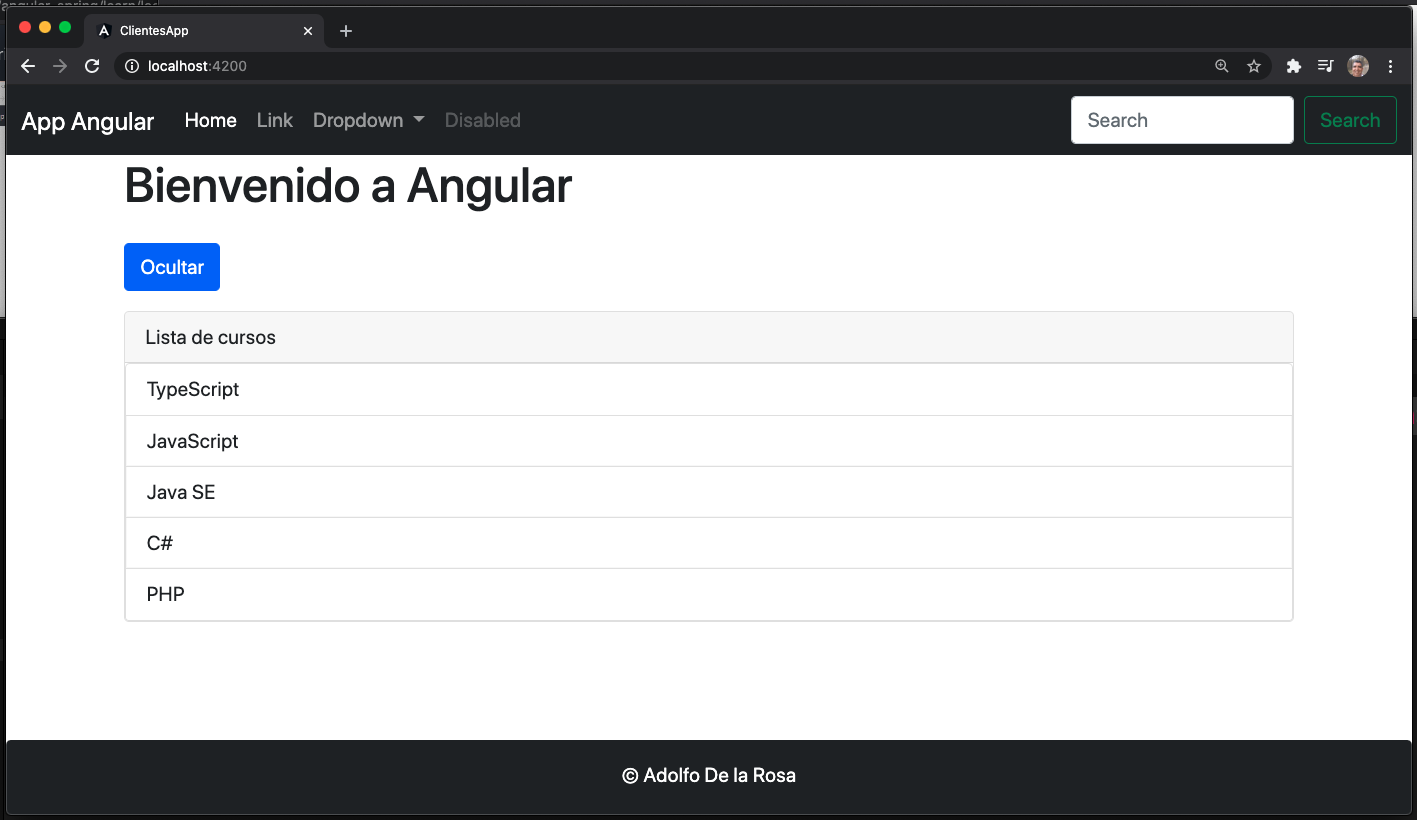 ClientesApp
localhost:4200
App Angular Home Link Dropdown Disabled Search Search
Bienvenido a Angular
Ocultar
Lista de cursos
TypeScript
JavaScript
Java SE
C#
PHP
© Adolfo De la Rosa